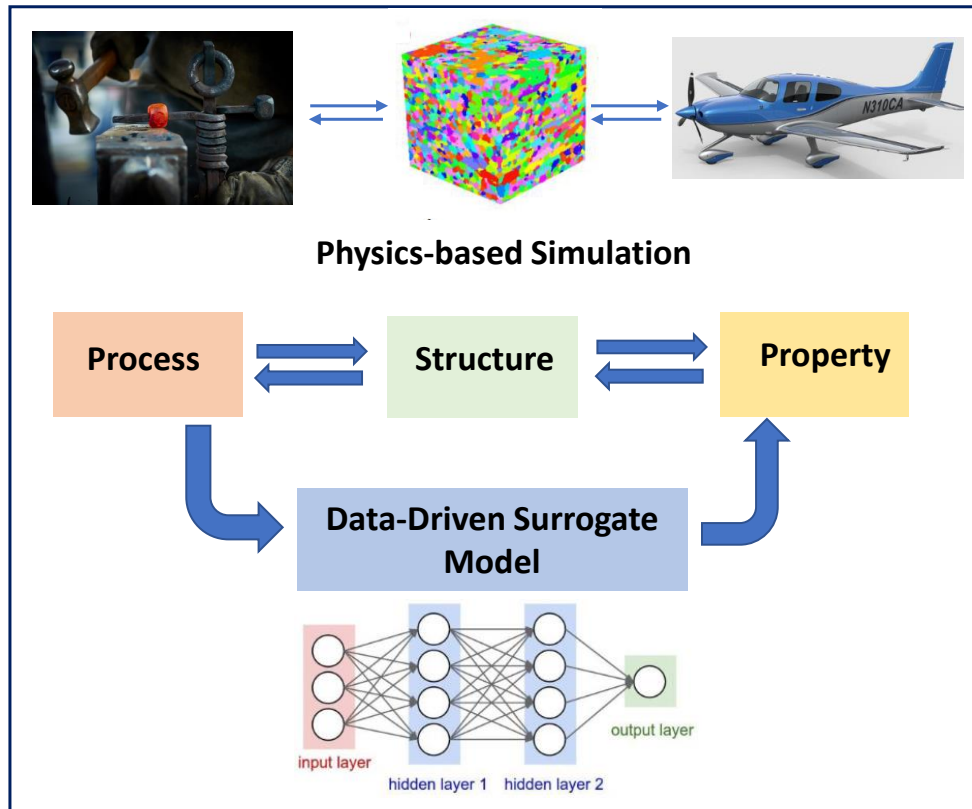 N310CA
Physics-based Simulation
Process
Structure
Property
Data-Driven Surrogate
Model
input layer
hidden layer 1
hidden layer 2
output layer